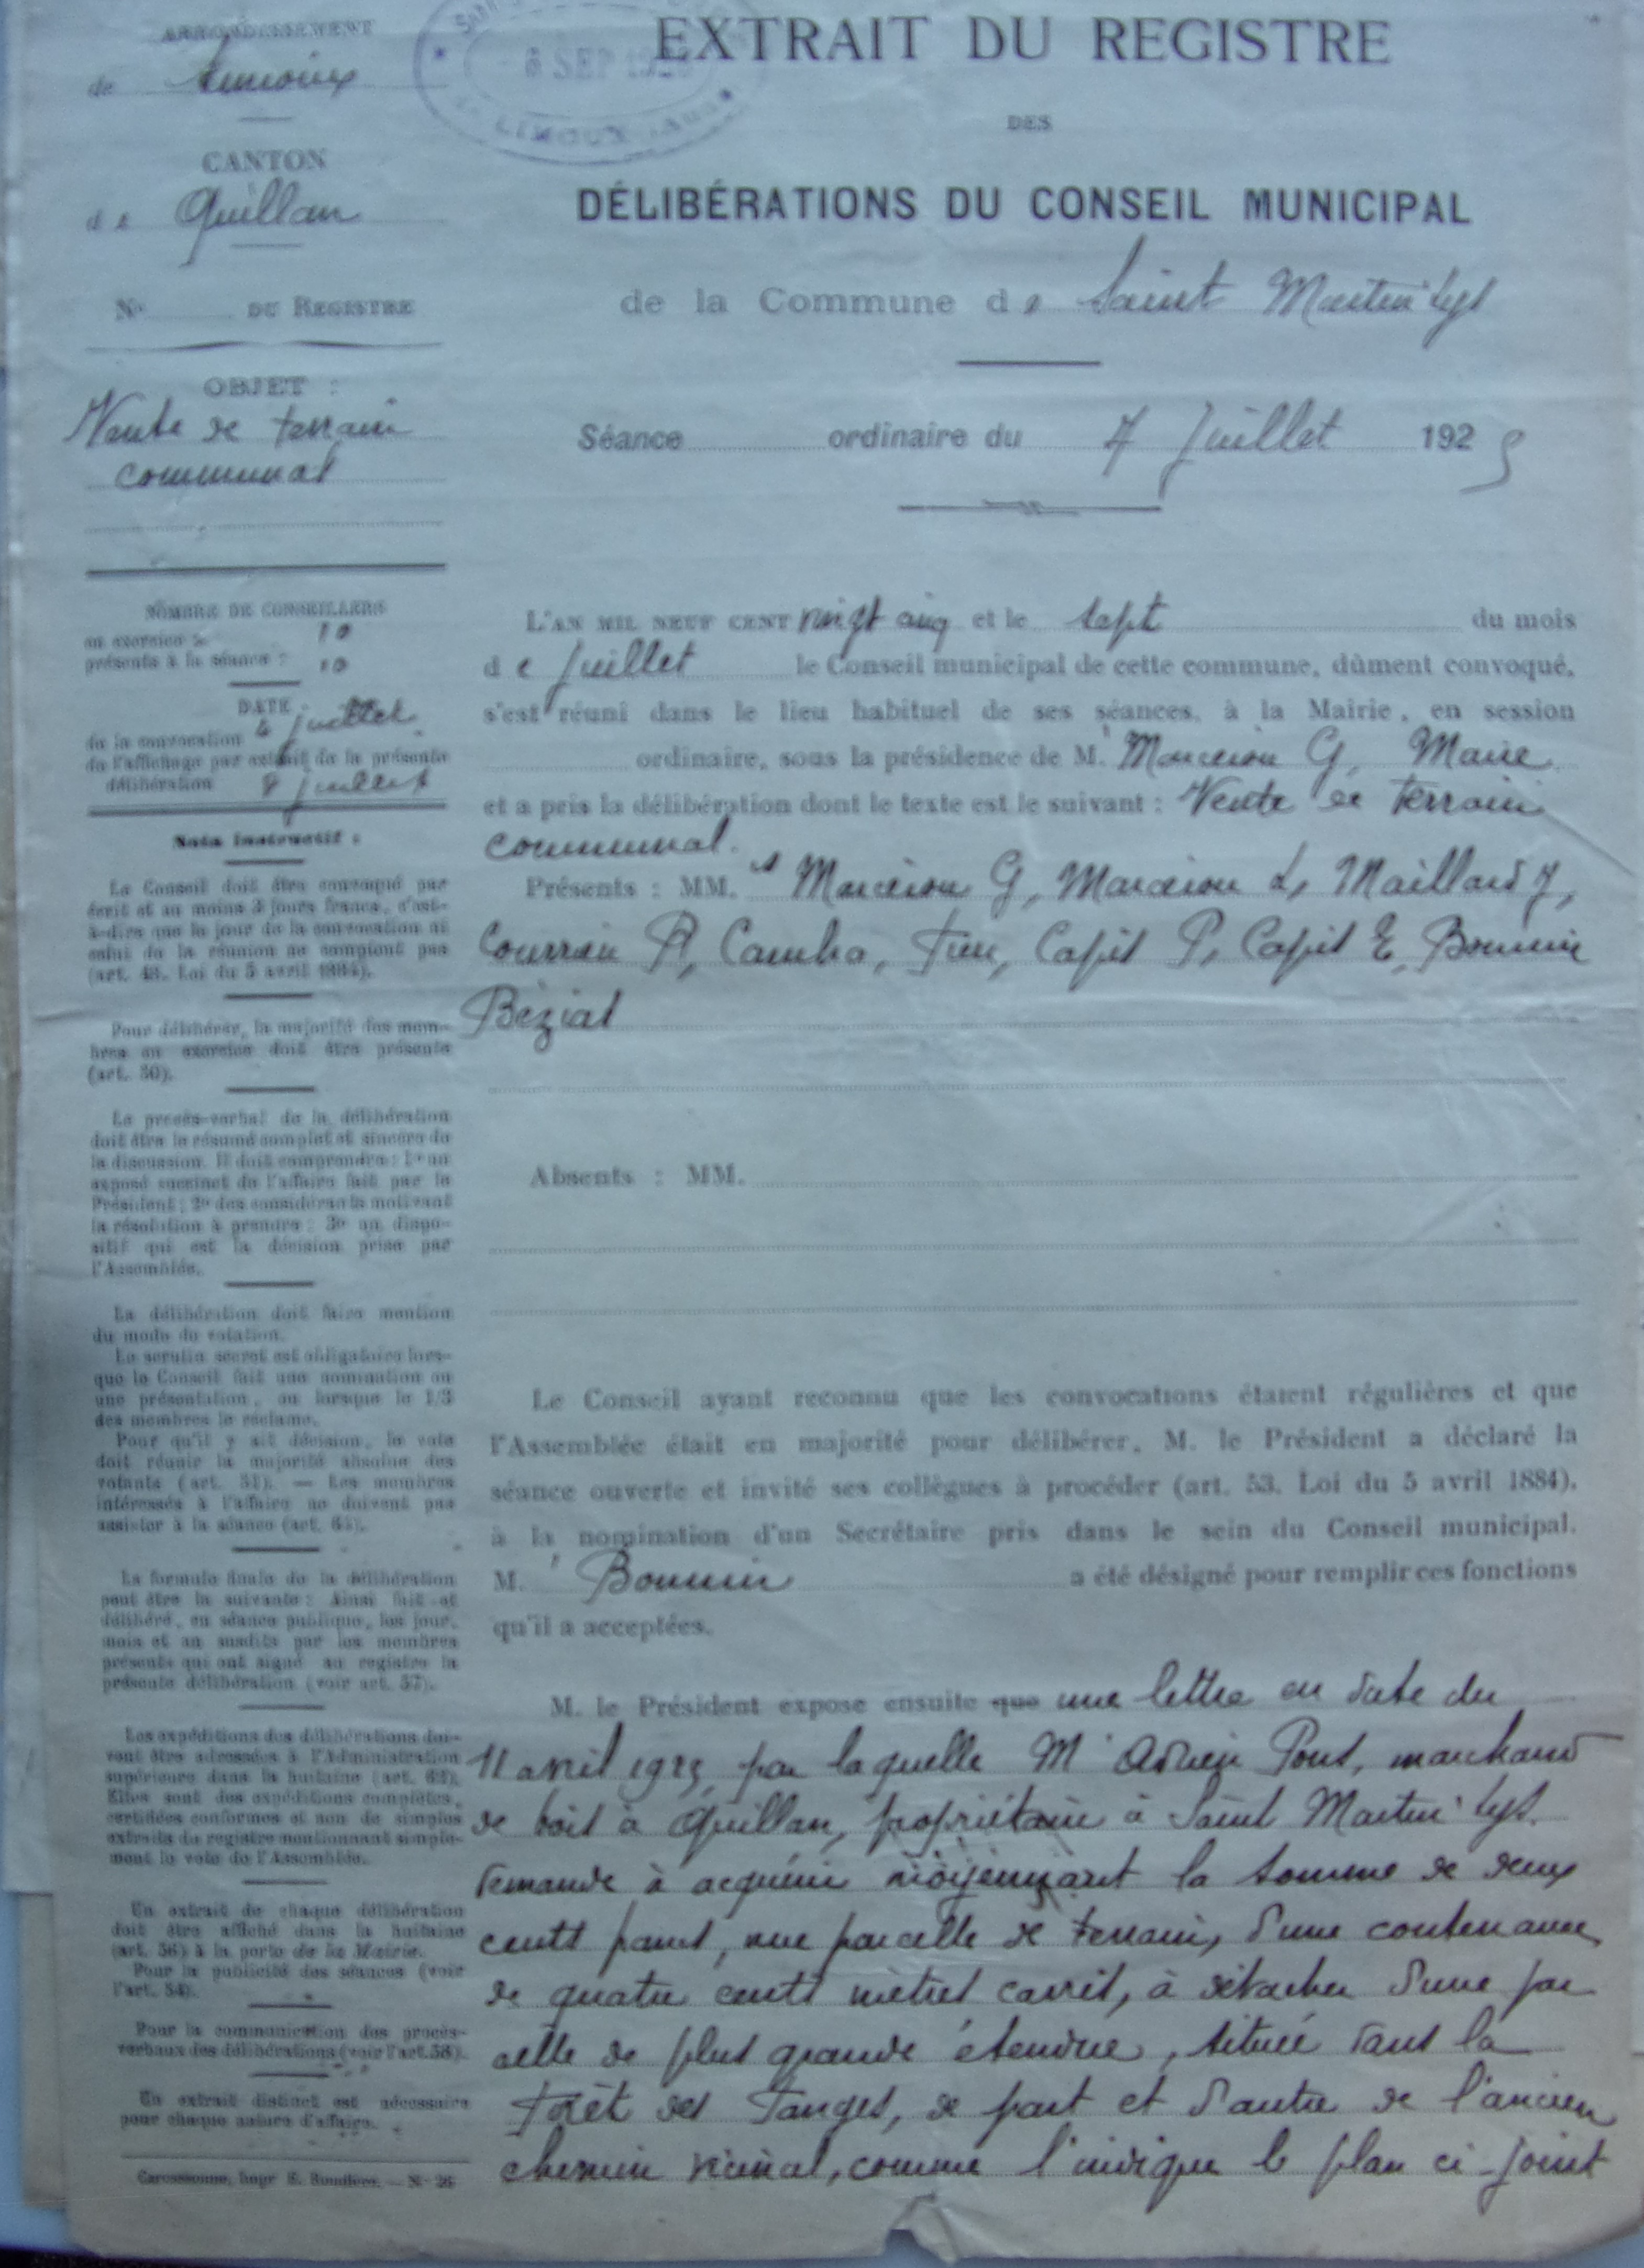 ARRONDISSEMENT
de Limoux
CANTON
de Quillan
No DU REGISTRE
OBJET :
Vente de terrain
communal
NOMBRE DE CONSEILLERS
en exercice : 10
présents à la séance : 10
DATE
de la convocation 4 juillet
de l'affichage par extrait de la présente
délibération 8 juillet
Nota instructif :
Le Conseil doit être convoqué par
écrit et au moins 3 jours francs, c'est-
à-dire que le jour de la convocation ni
celui de la réunion ne comptent pas
(art. 48. Loi du 5 avril 1884).
Pour délibérer, la majorité des mem-
bres en exercice doit être présente
(art. 50).
Le procès-verbal de la délibération
doit être le résumé complet et sincère de
la discussion. Il doit comprendre : 1º un
exposé succinct de l'affaire fait par le
Président ; 2º des considérants motivant
la résolution à prendre ; 3º un dispo-
sitif qui est la décision prise par
l'Assemblée.
La délibération doit faire mention
du mode de votation.
Le scrutin secret est obligatoire lors-
que le Conseil fait une nomination ou
une présentation, ou lorsque le 1/3
des membres le réclame.
Pour qu'il y ait décision, le vote
doit réunir la majorité absolue des
votants (art. 51). — Les membres
intéressés à l'affaire ne doivent pas
assister à la séance (art. 64).
La formule finale de la délibération
peut être la suivante : Ainsi fait et
délibéré, en séance publique, les jour,
mois et an susdits par les membres
présents qui ont signé au registre la
présente délibération (voir art. 57).
Les expéditions des délibérations doi-
vent être adressées à l'Administration
supérieure dans la huitaine (art. 62).
Elles sont des expéditions complètes,
certifiées conformes et non de simples
extraits du registre mentionnant simple-
ment le vote de l'Assemblée.
Un extrait de chaque délibération
doit être affiché dans la huitaine
(art. 56) à la porte de la Mairie.
Pour la publicité des séances (voir
l'art. 54).
Pour la communication des procès-
verbaux des délibérations (voir l'art. 58).
Un extrait distinct est nécessaire
pour chaque nature d'affaire.
Carcassonne, Impr. — N° 26
6 SEP
LIMOUX (AUDE)
EXTRAIT DU REGISTRE
DES
DÉLIBÉRATIONS DU CONSEIL MUNICIPAL
de la Commune de Saint Martin Lys
Séance ordinaire du 7 Juillet 1925
L'AN MIL NEUF CENT vingt cinq et le sept du mois
de Juillet le Conseil municipal de cette commune, dûment convoqué,
s'est réuni dans le lieu habituel de ses séances, à la Mairie, en session
ordinaire, sous la présidence de M. Marcerou G, Maire
et a pris la délibération dont le texte est le suivant : Vente de terrain
communal.
Présents : MM. Marcerou G, Marcerou L, Maillard J,
Courrieu P, Cambo, Fieu, Capit P, Capit E, Bonnin
Béziat
Absents : MM.
Le Conseil ayant reconnu que les convocations étaient régulières et que
l'Assemblée était en majorité pour délibérer, M. le Président a déclaré la
séance ouverte et invité ses collègues à procéder (art. 53. Loi du 5 avril 1884),
à la nomination d'un Secrétaire pris dans le sein du Conseil municipal.
M. Bonnin a été désigné pour remplir ces fonctions
qu'il a acceptées.
M. le Président expose ensuite que une lettre en date du
11 avril 1925, par laquelle M Adrien Pont, marchand
de bois à Quillan, propriétaire à Saint Martin Lys.
demande à acquérir moyennant la somme de deux
cents francs, une parcelle de terrain, d'une contenance
de quatre cents mètres carrés, à détacher d'une par
celle de plus grande étendue, située dans la
forêt des Fanges, de part et d'autre de l'ancien
chemin vicinal, comme l'indique le plan ci-joint